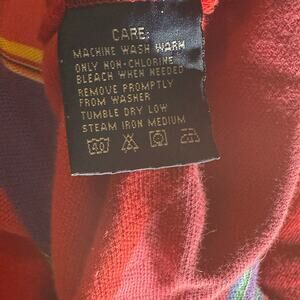 CARE:
MACHINE WASH WARM
ONLY NON-CHLORINE
BLEACH WHEN NEEDED
REMOVE PROMPTLY
FROM WASHER
TUMBLE DRY LOW
STEAM IRON MEDIUM
40